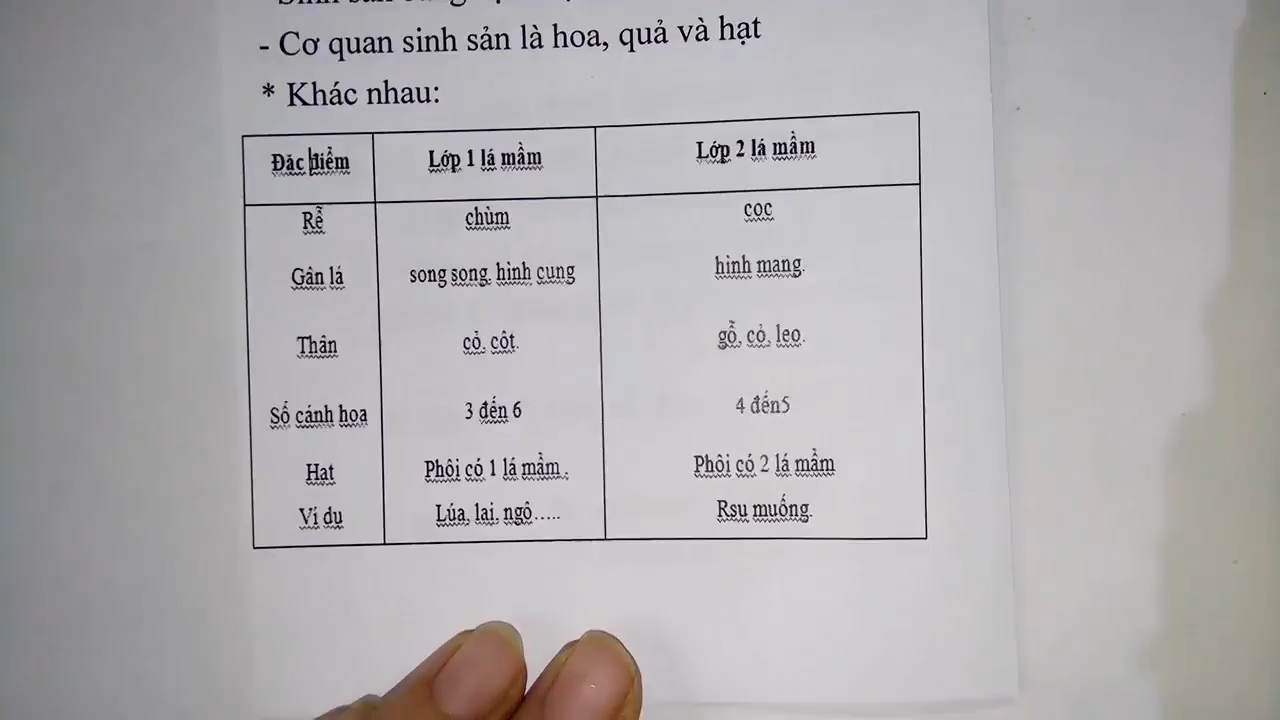 - Cơ quan sinh sản là hoa, quả và hạt
* Khác nhau:
Đặc điểm Lớp 1 lá mầm Lớp 2 lá mầm
Rễ chùm cọc
Gân lá song song, hình cung hình mạng.
Thân cỏ, cột. gỗ, cỏ, leo.
Số cánh hoa 3 đến 6 4 đến5
Hạt Phôi có 1 lá mầm . Phôi có 2 lá mầm
Ví dụ Lúa, lai, ngô..... Rsu muống.